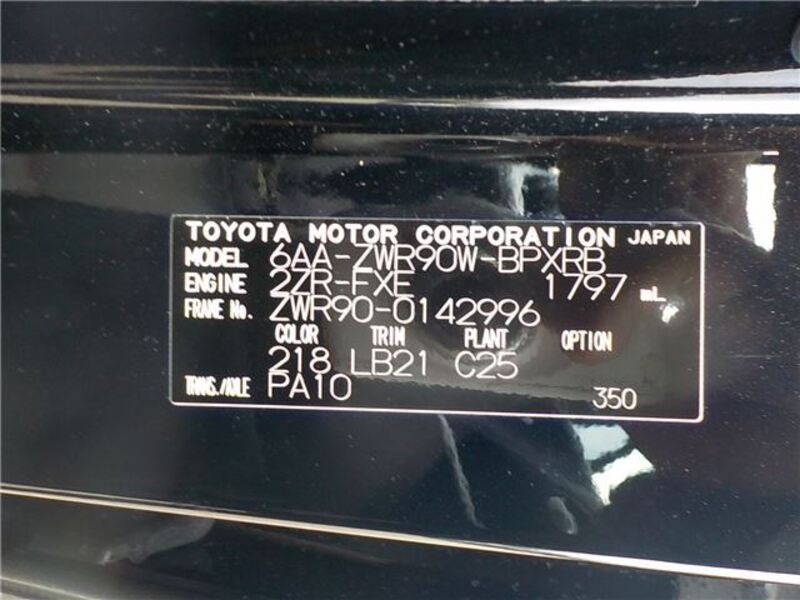 TOYOTA MOTOR CORPORATION JAPAN
MODEL 6AA-ZWR90W-BPXRB
ENGINE 2ZR-FXE 1797 mL
FRAME No. ZWR90-0142996
COLOR TRIM PLANT OPTION
218 LB21 C25
TRANS./AXLE PA10 350